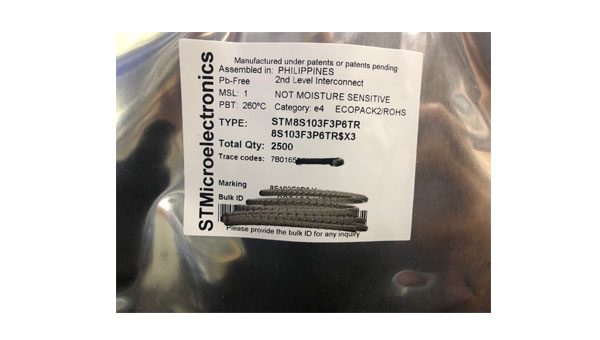 STMicroelectronics
Manufactured under patents or patents pending
Assembled in: PHILIPPINES
Pb-Free 2nd Level Interconnect
MSL: 1 NOT MOISTURE SENSITIVE
PBT: 260°C Category: e4 ECOPACK2/ROHS
TYPE: STM8S103F3P6TR
8S103F3P6TR$X3
Total Qty: 2500
Trace codes: 7B0165
Marking
Bulk ID
Please provide the bulk ID for any inquiry